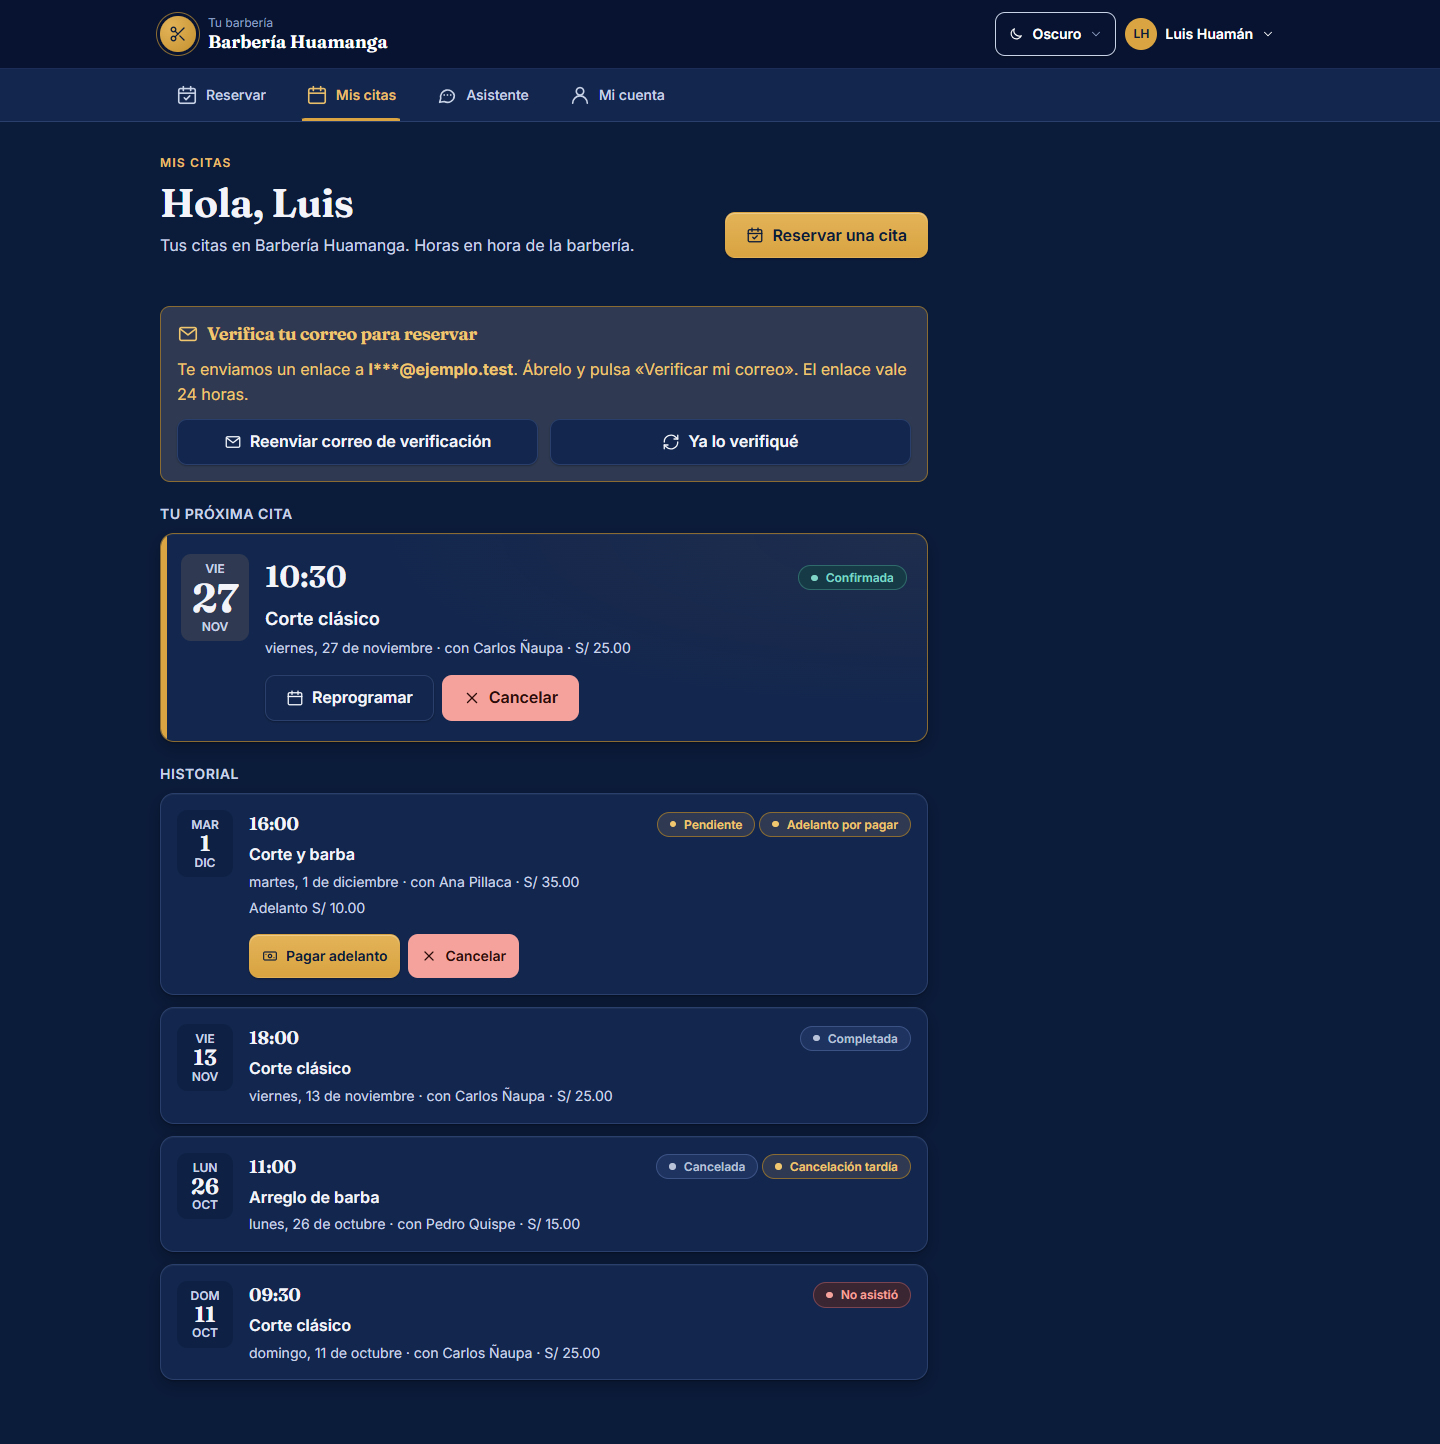 Tu barbería
Barbería Huamanga
Oscuro
LH
Luis Huamán
Reservar
Mis citas
Asistente
Mi cuenta
MIS CITAS
Hola, Luis
Tus citas en Barbería Huamanga. Horas en hora de la barbería.
Reservar una cita
Verifica tu correo para reservar
Te enviamos un enlace a l***@ejemplo.test. Ábrelo y pulsa «Verificar mi correo». El enlace vale
24 horas.
Reenviar correo de verificación
Ya lo verifiqué
TU PRÓXIMA CITA
VIE
27
NOV
10:30
Confirmada
Corte clásico
viernes, 27 de noviembre · con Carlos Ñaupa · S/ 25.00
Reprogramar
Cancelar
HISTORIAL
MAR
1
DIC
16:00
Pendiente
Adelanto por pagar
Corte y barba
martes, 1 de diciembre · con Ana Pillaca · S/ 35.00
Adelanto S/ 10.00
Pagar adelanto
Cancelar
VIE
13
NOV
18:00
Completada
Corte clásico
viernes, 13 de noviembre · con Carlos Ñaupa · S/ 25.00
LUN
26
OCT
11:00
Cancelada
Cancelación tardía
Arreglo de barba
lunes, 26 de octubre · con Pedro Quispe · S/ 15.00
DOM
11
OCT
09:30
No asistió
Corte clásico
domingo, 11 de octubre · con Carlos Ñaupa · S/ 25.00